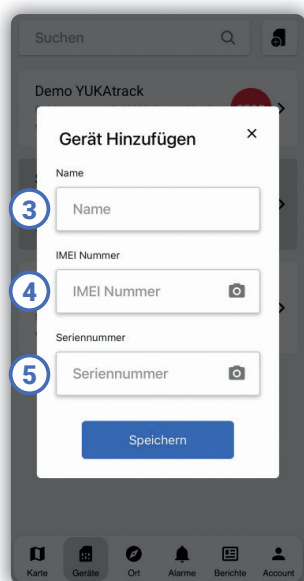 Suchen
Demo YUKAtrack
Gerät Hinzufügen
Name
3 Name
IMEI Nummer
4 IMEI Nummer
Seriennummer
5 Seriennummer
Speichern
Karte Geräte Ort Alarme Berichte Account